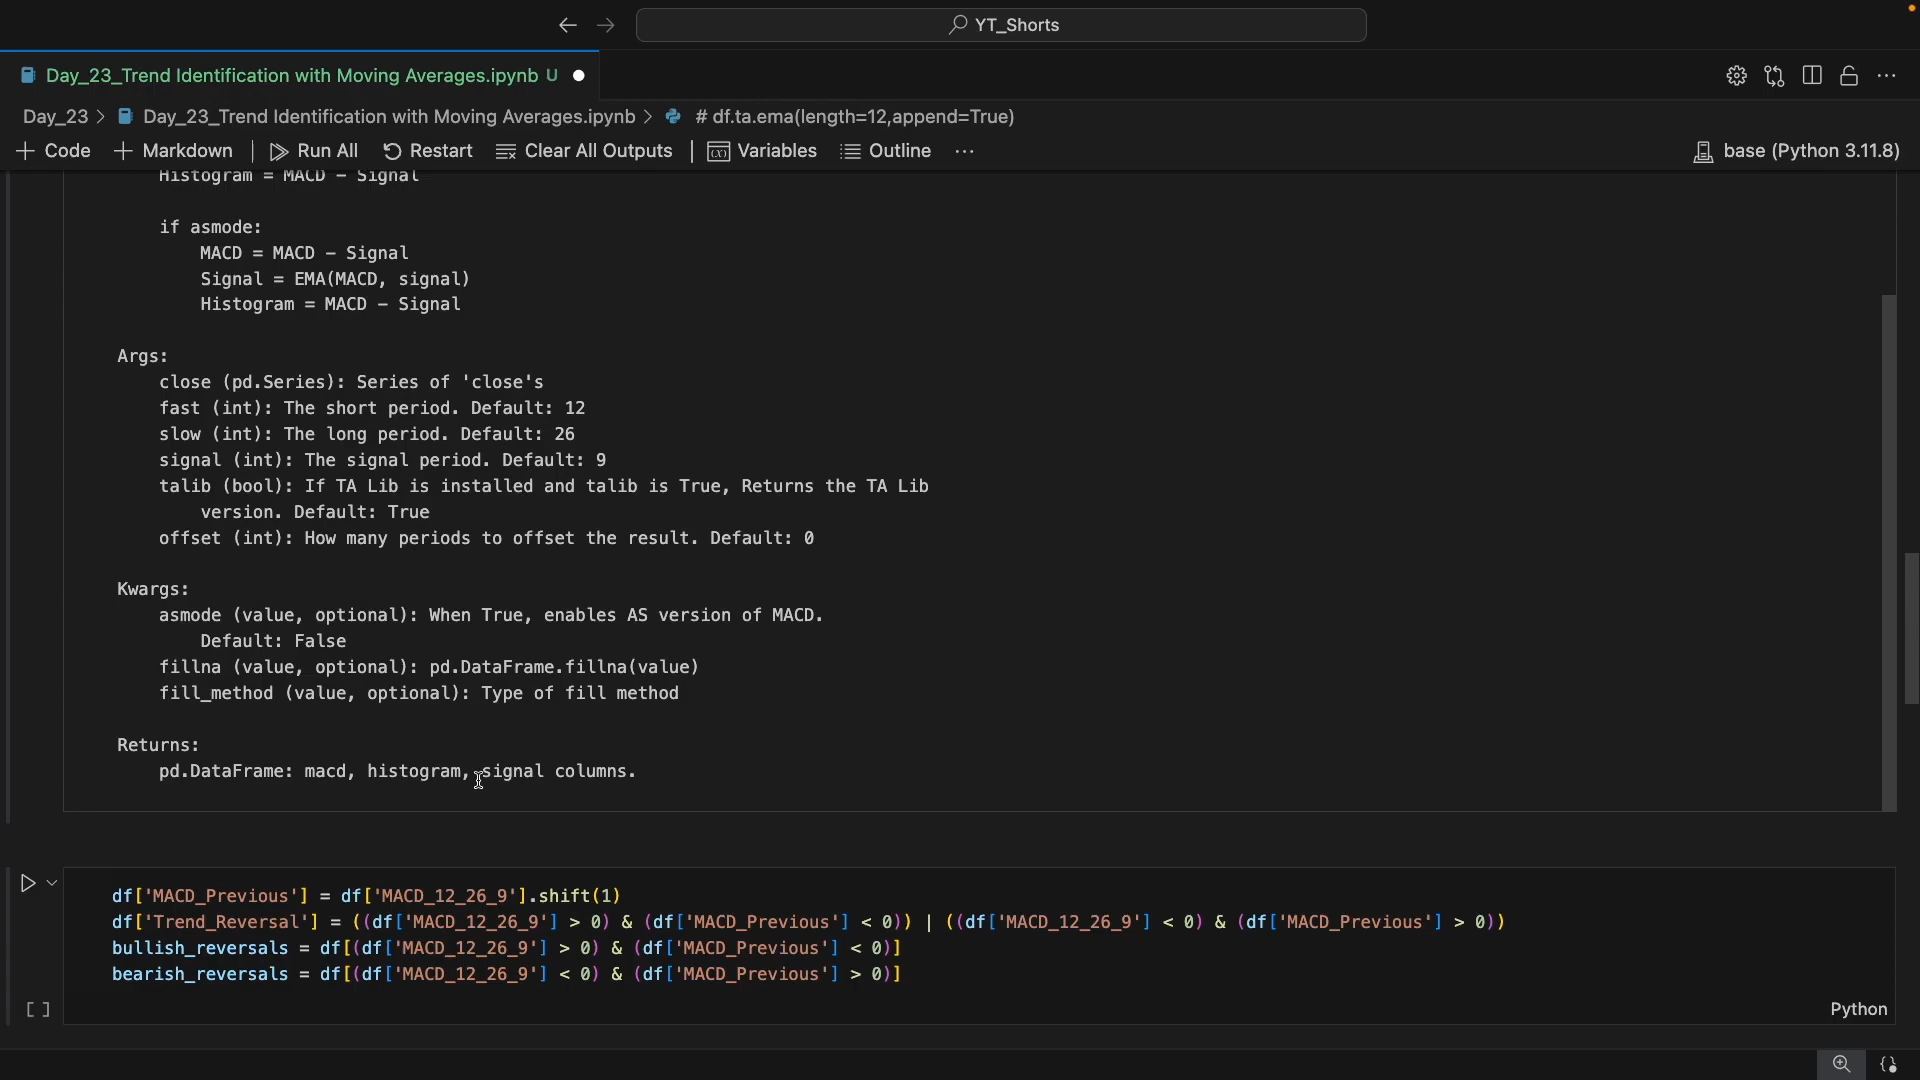 YT_Shorts
Day_23_Trend Identification with Moving Averages.ipynb U
Day_23 > Day_23_Trend Identification with Moving Averages.ipynb > # df.ta.ema(length=12,append=True)
+ Code + Markdown | Run All Restart Clear All Outputs | Variables Outline ... base (Python 3.11.8)
Histogram = MACD - Signal
if asmode:
MACD = MACD - Signal
Signal = EMA(MACD, signal)
Histogram = MACD - Signal
Args:
close (pd.Series): Series of 'close's
fast (int): The short period. Default: 12
slow (int): The long period. Default: 26
signal (int): The signal period. Default: 9
talib (bool): If TA Lib is installed and talib is True, Returns the TA Lib
version. Default: True
offset (int): How many periods to offset the result. Default: 0
Kwargs:
asmode (value, optional): When True, enables AS version of MACD.
Default: False
fillna (value, optional): pd.DataFrame.fillna(value)
fill_method (value, optional): Type of fill method
Returns:
pd.DataFrame: macd, histogram, signal columns.
df['MACD_Previous'] = df['MACD_12_26_9'].shift(1)
df['Trend_Reversal'] = ((df['MACD_12_26_9'] > 0) & (df['MACD_Previous'] < 0)) | ((df['MACD_12_26_9'] < 0) & (df['MACD_Previous'] > 0))
bullish_reversals = df[(df['MACD_12_26_9'] > 0) & (df['MACD_Previous'] < 0)]
bearish_reversals = df[(df['MACD_12_26_9'] < 0) & (df['MACD_Previous'] > 0)]
[ ]
Python